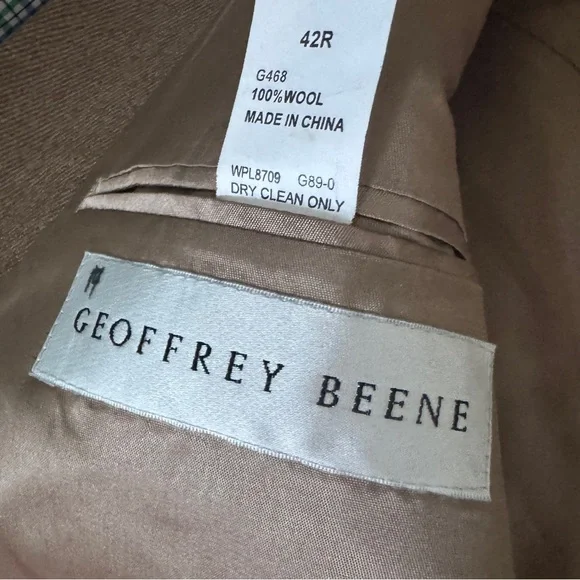 42R
G468
100%WOOL
MADE IN CHINA
WPL8709 G89-0
DRY CLEAN ONLY
GEOFFREY BEENE